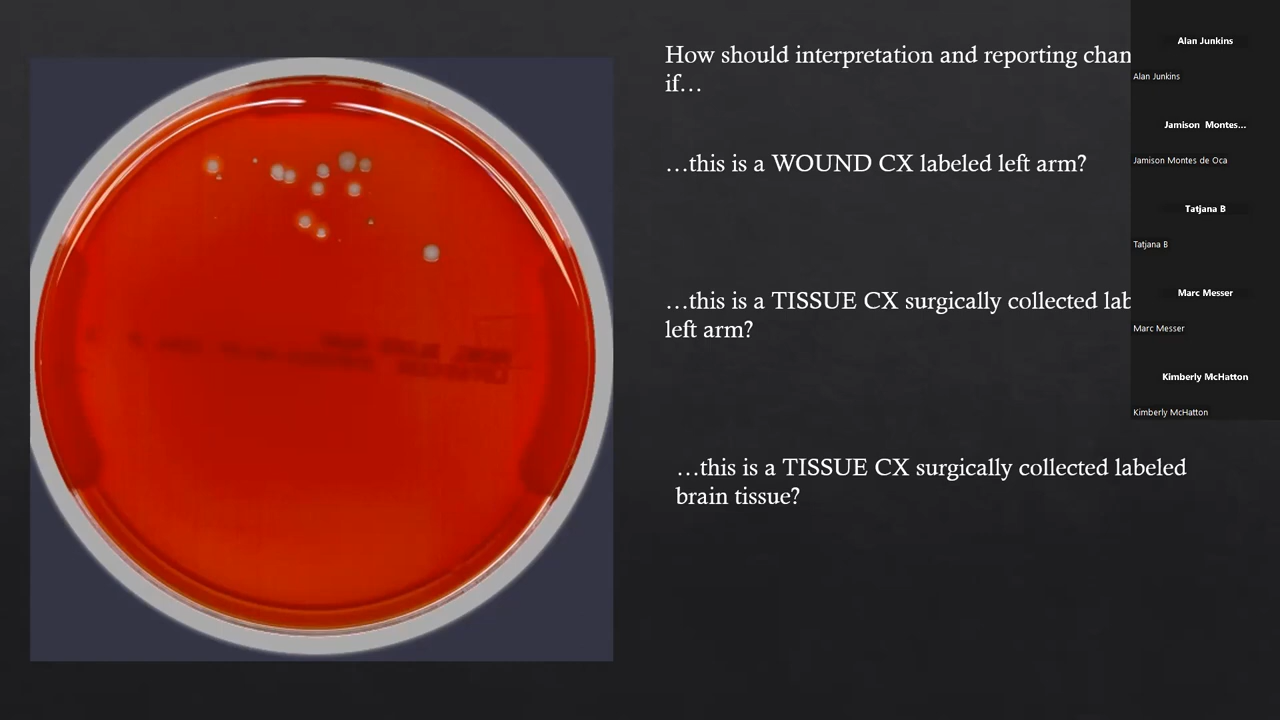 How should interpretation and reporting chan
if…
…this is a WOUND CX labeled left arm?
…this is a TISSUE CX surgically collected lab
left arm?
…this is a TISSUE CX surgically collected labeled
brain tissue?
Alan Junkins
Alan Junkins
Jamison Montes...
Jamison Montes de Oca
Tatjana B
Tatjana B
Marc Messer
Marc Messer
Kimberly McHatton
Kimberly McHatton